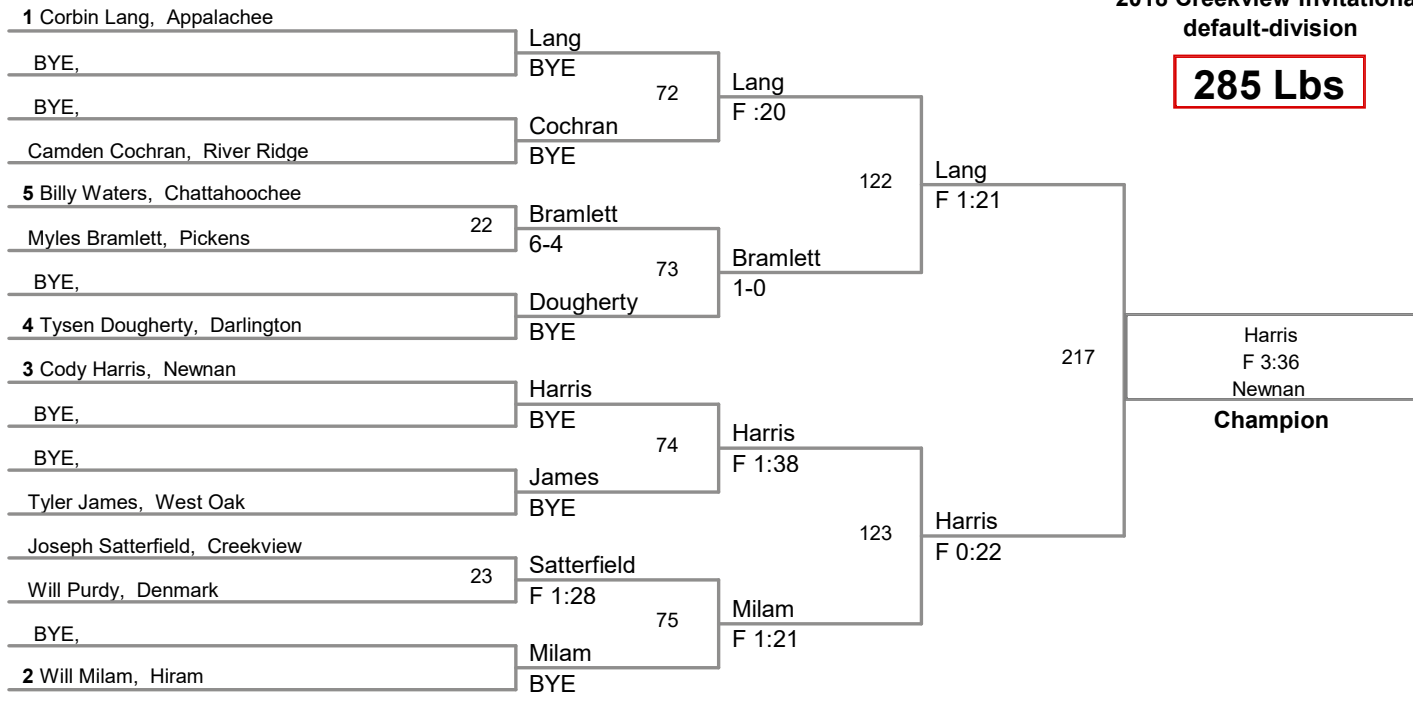 2018 Creekview Invitational
default-division
285 Lbs
1 Corbin Lang, Appalachee
BYE,
BYE,
Camden Cochran, River Ridge
5 Billy Waters, Chattahoochee
Myles Bramlett, Pickens
BYE,
4 Tysen Dougherty, Darlington
3 Cody Harris, Newnan
BYE,
BYE,
Tyler James, West Oak
Joseph Satterfield, Creekview
Will Purdy, Denmark
BYE,
2 Will Milam, Hiram
22
23
Lang
BYE
Cochran
BYE
Bramlett
6-4
Dougherty
BYE
Harris
BYE
James
BYE
Satterfield
F 1:28
Milam
BYE
72
73
74
75
Lang
F :20
Bramlett
1-0
Harris
F 1:38
Milam
F 1:21
122
123
Lang
F 1:21
Harris
F 0:22
217
Harris
F 3:36
Newnan
Champion